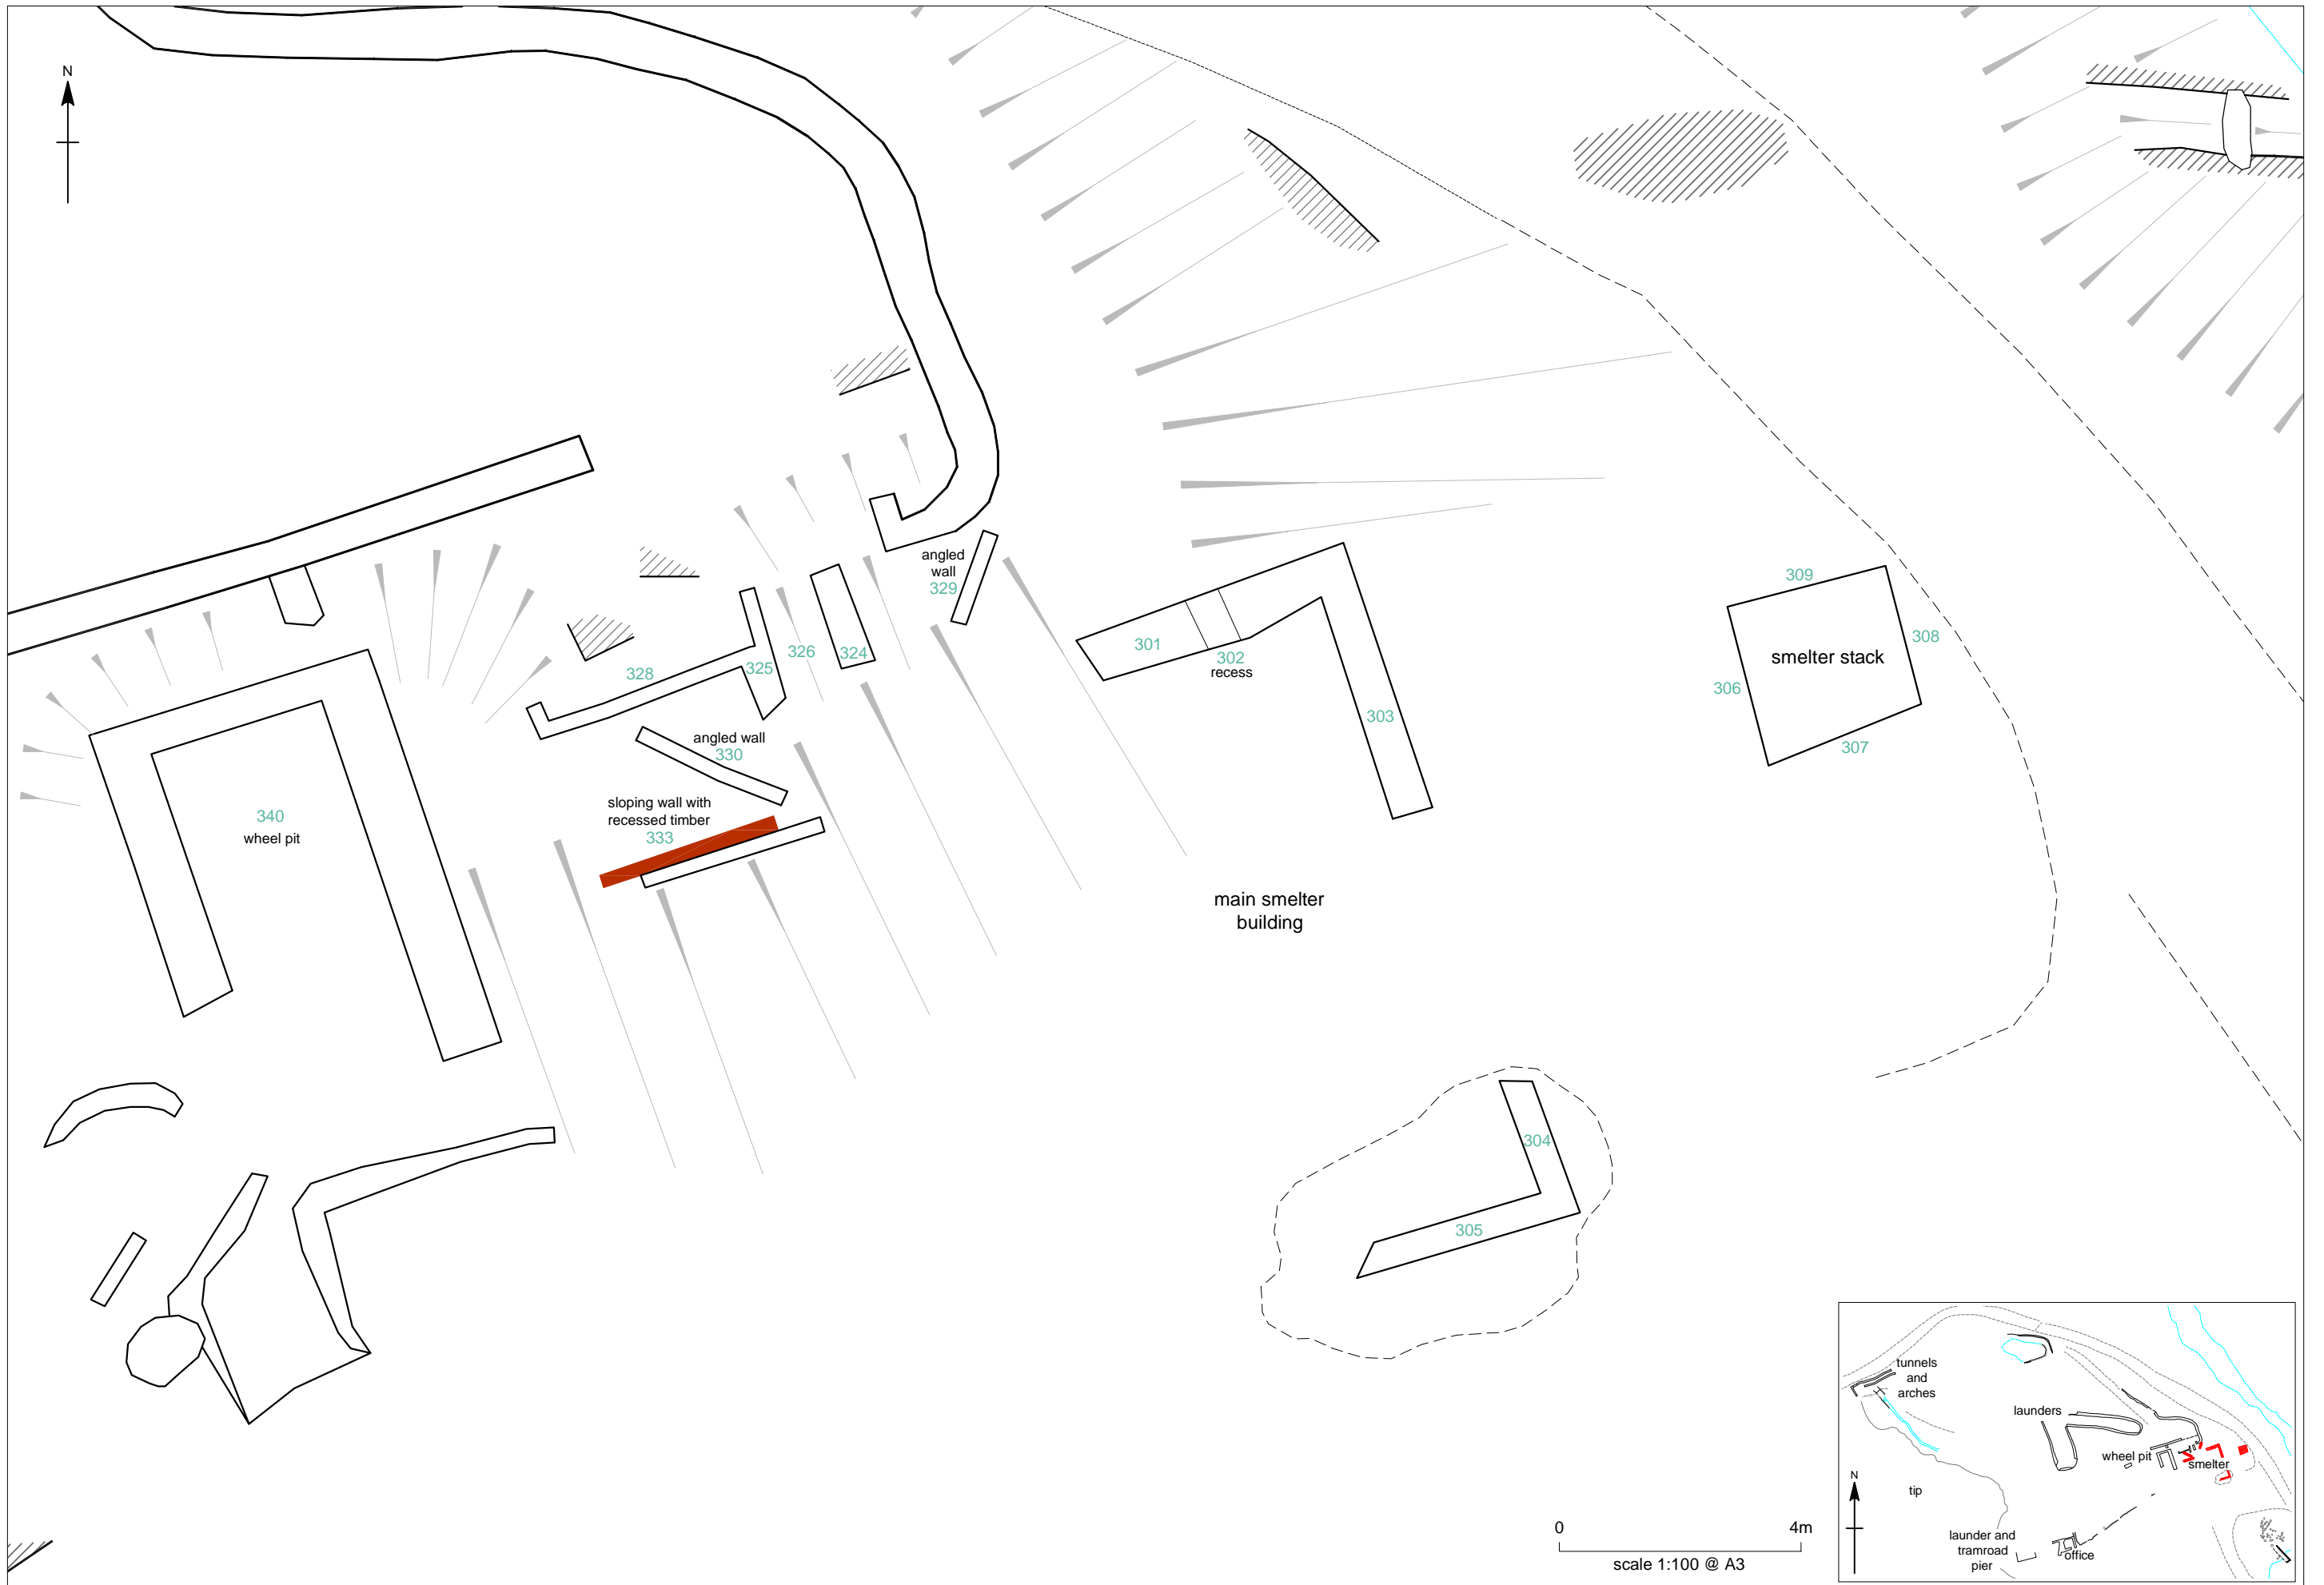 N
angled
wall
329
309
301
302
recess
308
smelter stack
306
307
303
326
324
325
328
angled wall
330
sloping wall with
recessed timber
333
340
wheel pit
main smelter
building
304
305
0 4m
scale 1:100 @ A3
tunnels
and
arches
launders
wheel pit
smelter
N
tip
launder and
tramroad
pier
office